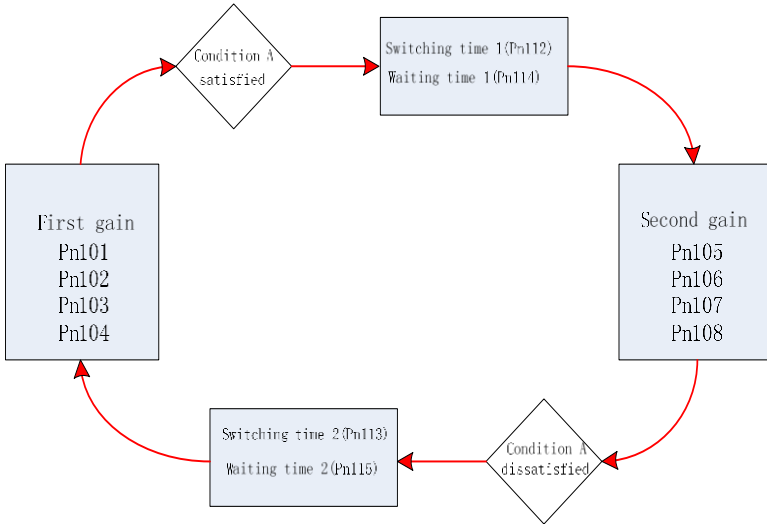 Condition A
satisfied
Switching time 1(Pn112)
Waiting time 1(Pn114)
First gain
Pn101
Pn102
Pn103
Pn104
Second gain
Pn105
Pn106
Pn107
Pn108
Switching time 2(Pn113)
Waiting time 2(Pn115)
Condition A
dissatisfied